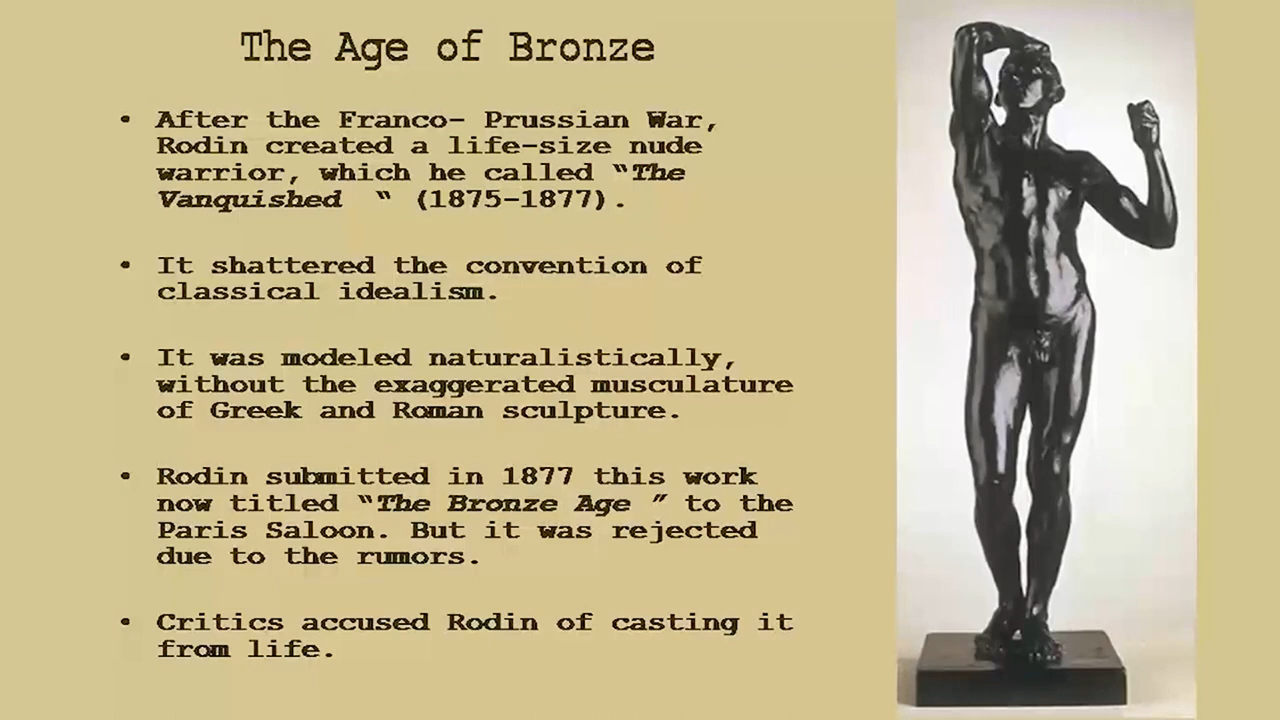 The Age of Bronze
• After the Franco- Prussian War,
Rodin created a life-size nude
warrior, which he called “The
Vanquished “ (1875-1877).
• It shattered the convention of
classical idealism.
• It was modeled naturalistically,
without the exaggerated musculature
of Greek and Roman sculpture.
• Rodin submitted in 1877 this work
now titled “The Bronze Age ” to the
Paris Saloon. But it was rejected
due to the rumors.
• Critics accused Rodin of casting it
from life.